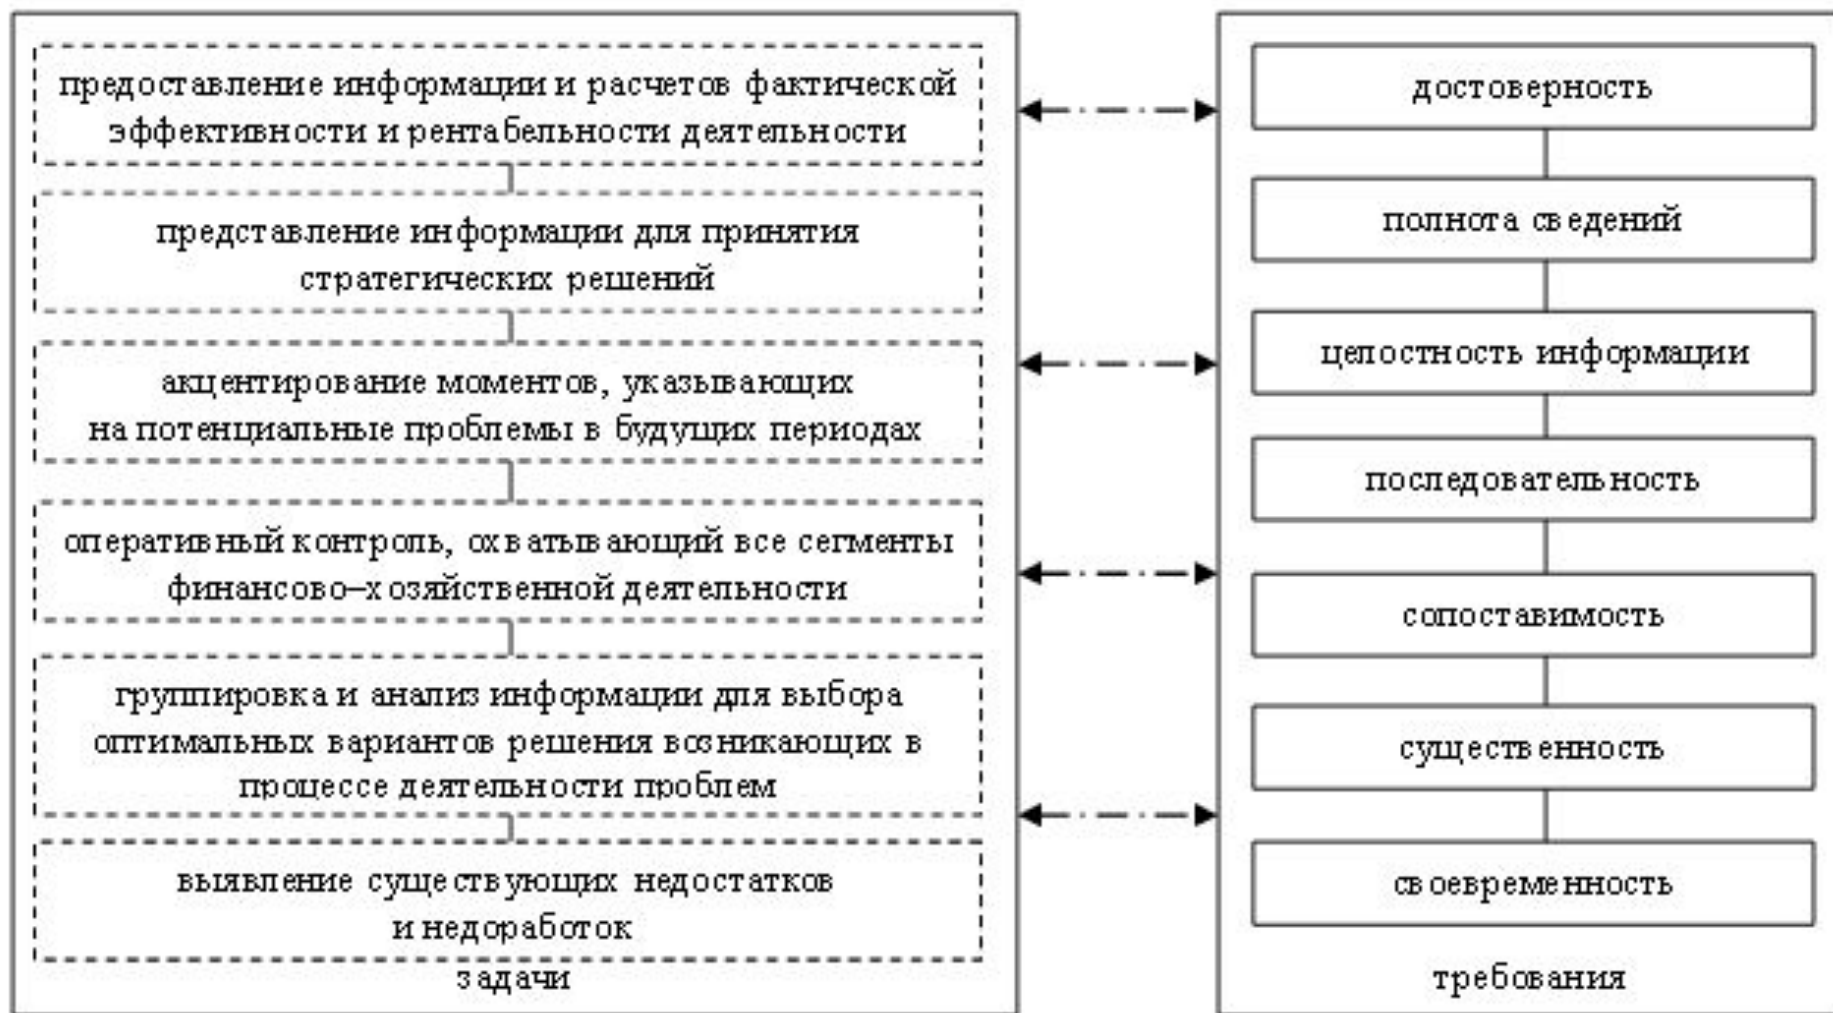 предоставление информации и расчетов фактической
эффективности и рентабельности деятельности
представление информации для принятия
стратегических решений
акцентирование моментов, указывающих
на потенциальные проблемы в будущих периодах
оперативный контроль, охватывающий все сегменты
финансово–хозяйственной деятельности
группировка и анализ информации для выбора
оптимальных вариантов решения возникающих в
процессе деятельности проблем
выявление существующих недостатков
и недоработок
задачи
достоверность
полнота сведений
целостность информации
последовательность
сопоставимость
существенность
своевременность
требования